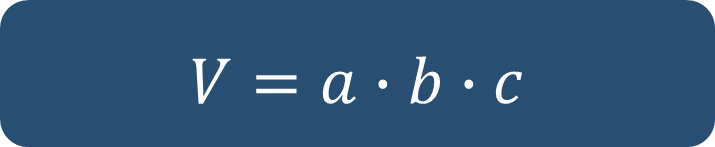 V = a · b · c